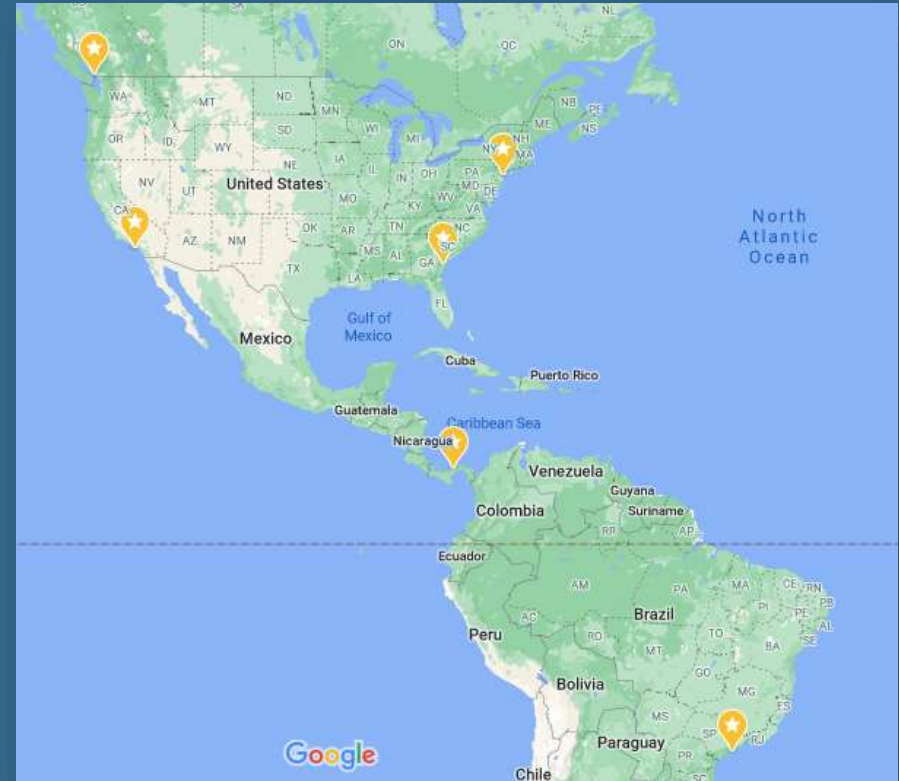 SK
NL
ON
QC
WA
MT
ND
MN
NB
PE
ME
NS
OR
ID
SD
WI
MI
NY
NH
MA
WY
IA
NE
IL
IN
OH
PA
MD
DE
NV
UT
United States
MO
KY
WV
VA
CA
AZ
NM
OK
AR
TN
NC
SC
MS
AL
GA
TX
LA
FL
North
Atlantic
Ocean
Gulf of
Mexico
Mexico
Cuba
Puerto Rico
Guatemala
Caribbean Sea
Nicaragua
Venezuela
Guyana
Colombia
Suriname
RR
AP
Ecuador
AM
PA
MA
CE
RN
PB
PI
PE
AL
SE
AC
Brazil
Peru
RO
TO
BA
MT
GO
Bolivia
MG
ES
MS
SP
RJ
Paraguay
PR
SC
Google
Chile